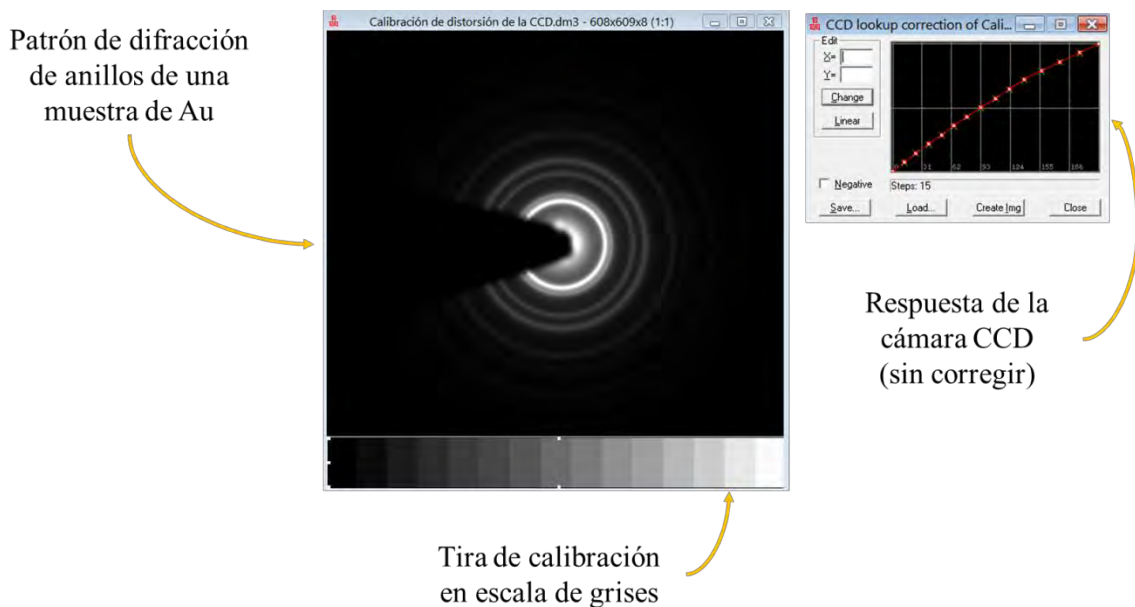 Patrón de difracción
de anillos de una
muestra de Au
Calibración de distorsión de la CCD.dm3 - 608x609x8 (1:1)
CCD lookup correction of Cali...
Edit
X=
Y=
Change
Linear
0 31 62 93 124 155 186
Negative
Steps: 15
Save...
Load...
Create Img
Close
Respuesta de la
cámara CCD
(sin corregir)
Tira de calibración
en escala de grises